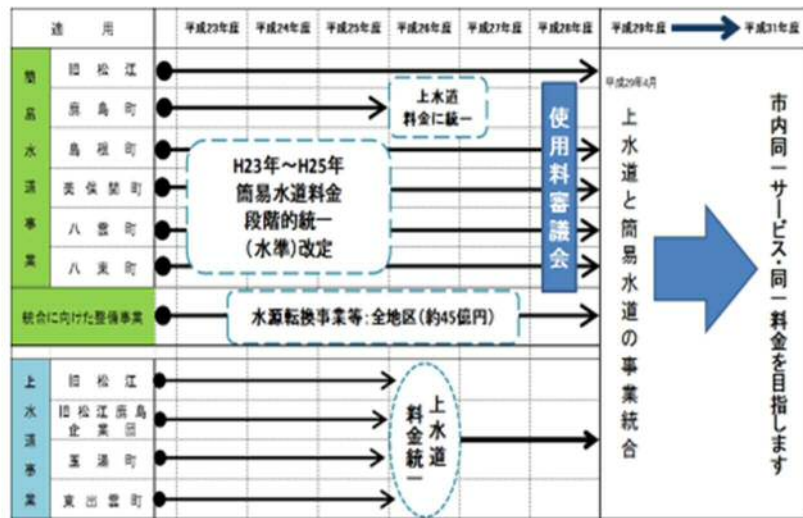 適 用
平成23年度 平成24年度 平成25年度 平成26年度 平成27年度 平成28年度 平成29年度 平成31年度
簡易水道事業
旧 松 江
鹿 島 町
島 根 町
美 保 関 町
八 雲 町
八 束 町
上水道
料金に統一
H23年～H25年
簡易水道料金
段階的統一
(水準)改定
使用料審議会
統合に向けた整備事業
水源転換事業等:全地区(約45億円)
上水道事業
旧 松 江
旧 松 江 鹿 島
企 業 団
玉 湯 町
東 出 雲 町
上水道
料金統一
平成29年4月
上水道と簡易水道の事業統合
市内同一サービス・同一料金を目指します